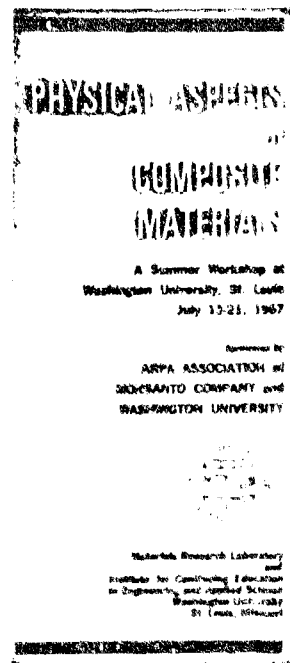 PHYSICAL ASPECTS
of
COMPOSITE
MATERIALS
A Summer Workshop at
Washington University, St. Louis
July 13-21, 1967
Sponsored by
ARPA ASSOCIATION of
MONSANTO COMPANY and
WASHINGTON UNIVERSITY
Materials Research Laboratory
and
Institute for Continuing Education
in Engineering and Applied Science
Washington University
St. Louis, Missouri